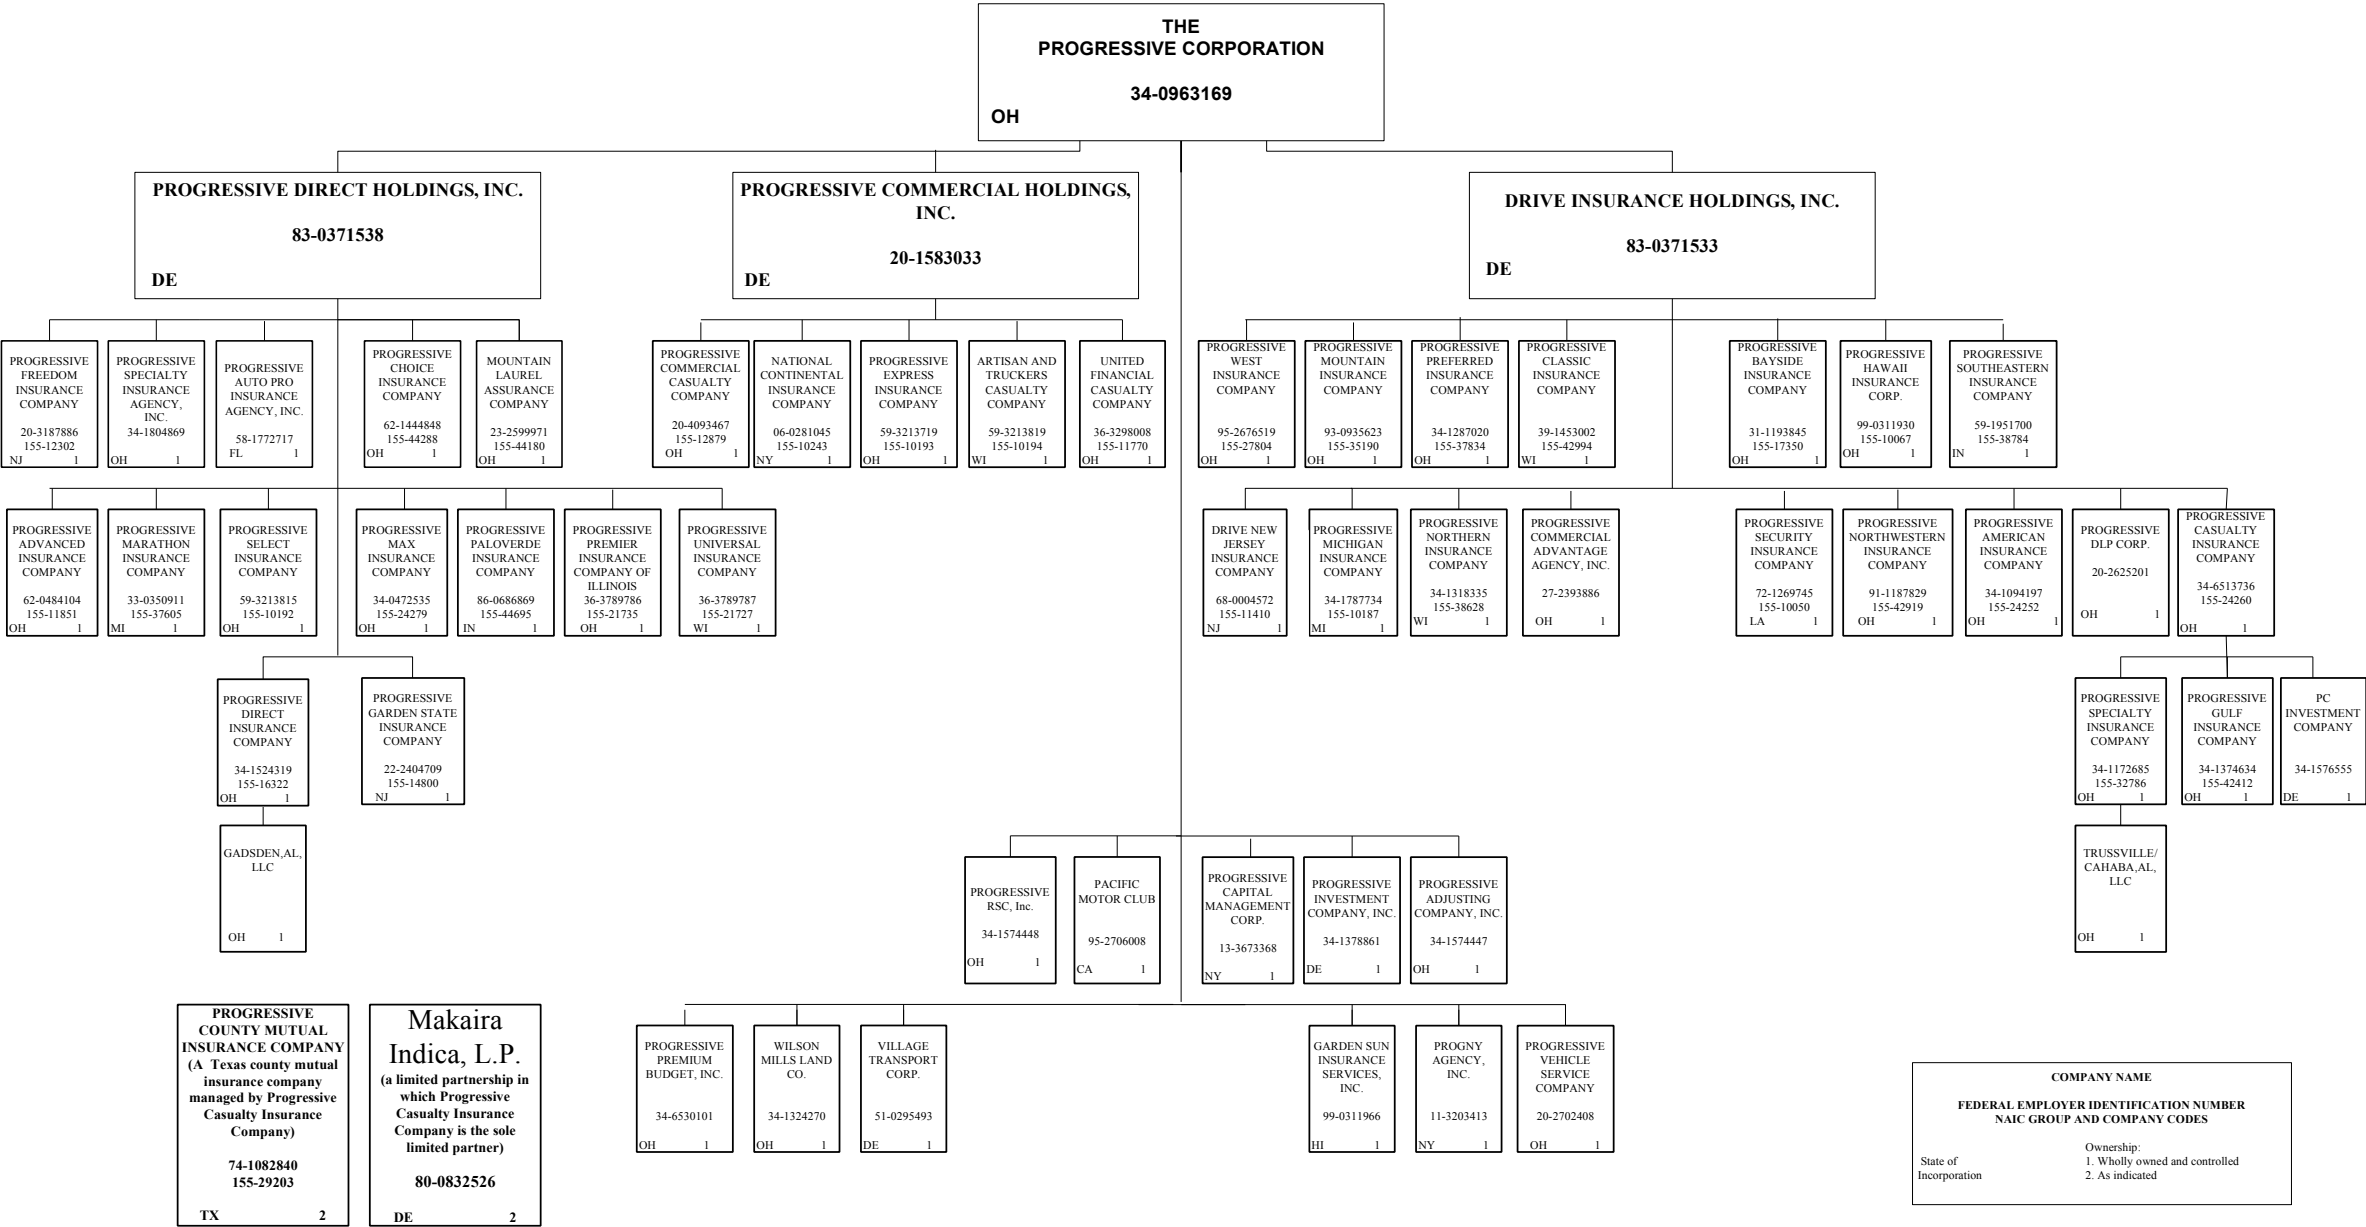 THE
PROGRESSIVE CORPORATION
34-0963169
OH
PROGRESSIVE DIRECT HOLDINGS, INC.
83-0371538
DE
PROGRESSIVE COMMERCIAL HOLDINGS,
INC.
20-1583033
DE
DRIVE INSURANCE HOLDINGS, INC.
83-0371533
DE
PROGRESSIVE
FREEDOM
INSURANCE
COMPANY
20-3187886
155-12302
NJ 1
PROGRESSIVE
SPECIALTY
INSURANCE
AGENCY,
INC.
34-1804869
OH 1
PROGRESSIVE
AUTO PRO
INSURANCE
AGENCY, INC.
58-1772717
FL 1
PROGRESSIVE
CHOICE
INSURANCE
COMPANY
62-1444848
155-44288
OH 1
MOUNTAIN
LAUREL
ASSURANCE
COMPANY
23-2599971
155-44180
OH 1
PROGRESSIVE
COMMERCIAL
CASUALTY
COMPANY
20-4093467
155-12879
OH 1
NATIONAL
CONTINENTAL
INSURANCE
COMPANY
06-0281045
155-10243
NY 1
PROGRESSIVE
EXPRESS
INSURANCE
COMPANY
59-3213719
155-10193
OH 1
ARTISAN AND
TRUCKERS
CASUALTY
COMPANY
59-3213819
155-10194
WI 1
UNITED
FINANCIAL
CASUALTY
COMPANY
36-3298008
155-11770
OH 1
PROGRESSIVE
WEST
INSURANCE
COMPANY
95-2676519
155-27804
OH 1
PROGRESSIVE
MOUNTAIN
INSURANCE
COMPANY
93-0935623
155-35190
OH 1
PROGRESSIVE
PREFERRED
INSURANCE
COMPANY
34-1287020
155-37834
OH 1
PROGRESSIVE
CLASSIC
INSURANCE
COMPANY
39-1453002
155-42994
WI 1
PROGRESSIVE
BAYSIDE
INSURANCE
COMPANY
31-1193845
155-17350
OH 1
PROGRESSIVE
HAWAII
INSURANCE
CORP.
99-0311930
155-10067
OH 1
PROGRESSIVE
SOUTHEASTERN
INSURANCE
COMPANY
59-1951700
155-38784
IN 1
PROGRESSIVE
ADVANCED
INSURANCE
COMPANY
62-0484104
155-11851
OH 1
PROGRESSIVE
MARATHON
INSURANCE
COMPANY
33-0350911
155-37605
MI 1
PROGRESSIVE
SELECT
INSURANCE
COMPANY
59-3213815
155-10192
OH 1
PROGRESSIVE
MAX
INSURANCE
COMPANY
34-0472535
155-24279
OH 1
PROGRESSIVE
PALOVERDE
INSURANCE
COMPANY
86-0686869
155-44695
IN 1
PROGRESSIVE
PREMIER
INSURANCE
COMPANY OF
ILLINOIS
36-3789786
155-21735
OH 1
PROGRESSIVE
UNIVERSAL
INSURANCE
COMPANY
36-3789787
155-21727
WI 1
DRIVE NEW
JERSEY
INSURANCE
COMPANY
68-0004572
155-11410
NJ 1
PROGRESSIVE
MICHIGAN
INSURANCE
COMPANY
34-1787734
155-10187
MI 1
PROGRESSIVE
NORTHERN
INSURANCE
COMPANY
34-1318335
155-38628
WI 1
PROGRESSIVE
COMMERCIAL
ADVANTAGE
AGENCY, INC.
27-2393886
OH 1
PROGRESSIVE
SECURITY
INSURANCE
COMPANY
72-1269745
155-10050
LA 1
PROGRESSIVE
NORTHWESTERN
INSURANCE
COMPANY
91-1187829
155-42919
OH 1
PROGRESSIVE
AMERICAN
INSURANCE
COMPANY
34-1094197
155-24252
OH 1
PROGRESSIVE
DLP CORP.
20-2625201
OH 1
PROGRESSIVE
CASUALTY
INSURANCE
COMPANY
34-6513736
155-24260
OH 1
PROGRESSIVE
DIRECT
INSURANCE
COMPANY
34-1524319
155-16322
OH 1
PROGRESSIVE
GARDEN STATE
INSURANCE
COMPANY
22-2404709
155-14800
NJ 1
PROGRESSIVE
SPECIALTY
INSURANCE
COMPANY
34-1172685
155-32786
OH 1
PROGRESSIVE
GULF
INSURANCE
COMPANY
34-1374634
155-42412
OH 1
PC
INVESTMENT
COMPANY
34-1576555
DE 1
GADSDEN,AL,
LLC
OH 1
TRUSSVILLE/
CAHABA,AL,
LLC
OH 1
PROGRESSIVE
RSC, Inc.
34-1574448
OH 1
PACIFIC
MOTOR CLUB
95-2706008
CA 1
PROGRESSIVE
CAPITAL
MANAGEMENT
CORP.
13-3673368
NY 1
PROGRESSIVE
INVESTMENT
COMPANY, INC.
34-1378861
DE 1
PROGRESSIVE
ADJUSTING
COMPANY, INC.
34-1574447
OH 1
PROGRESSIVE
COUNTY MUTUAL
INSURANCE COMPANY
(A Texas county mutual
insurance company
managed by Progressive
Casualty Insurance
Company)
74-1082840
155-29203
TX 2
Makaira
Indica, L.P.
(a limited partnership in
which Progressive
Casualty Insurance
Company is the sole
limited partner)
80-0832526
DE 2
PROGRESSIVE
PREMIUM
BUDGET, INC.
34-6530101
OH 1
WILSON
MILLS LAND
CO.
34-1324270
OH 1
VILLAGE
TRANSPORT
CORP.
51-0295493
DE 1
GARDEN SUN
INSURANCE
SERVICES,
INC.
99-0311966
HI 1
PROGNY
AGENCY,
INC.
11-3203413
NY 1
PROGRESSIVE
VEHICLE
SERVICE
COMPANY
20-2702408
OH 1
COMPANY NAME
FEDERAL EMPLOYER IDENTIFICATION NUMBER
NAIC GROUP AND COMPANY CODES
Ownership:
State of 1. Wholly owned and controlled
Incorporation 2. As indicated